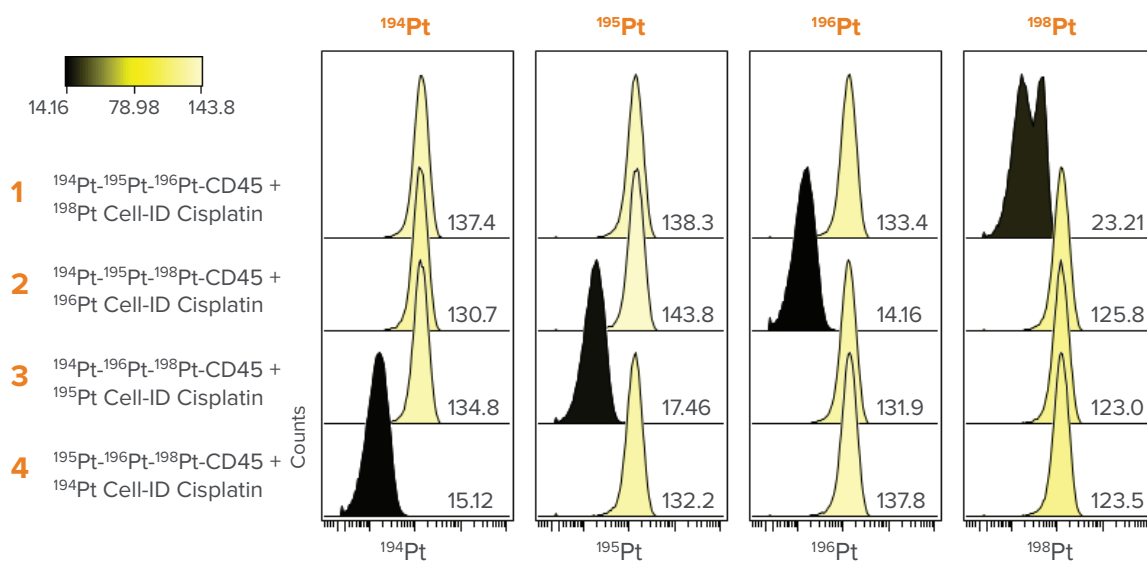 ¹⁹⁴Pt ¹⁹⁵Pt ¹⁹⁶Pt ¹⁹⁸Pt
14.16 78.98 143.8
1 ¹⁹⁴Pt-¹⁹⁵Pt-¹⁹⁶Pt-CD45 +
¹⁹⁸Pt Cell-ID Cisplatin
137.4 138.3 133.4 23.21
2 ¹⁹⁴Pt-¹⁹⁵Pt-¹⁹⁸Pt-CD45 +
¹⁹⁶Pt Cell-ID Cisplatin
130.7 143.8 14.16 125.8
3 ¹⁹⁴Pt-¹⁹⁶Pt-¹⁹⁸Pt-CD45 +
¹⁹⁵Pt Cell-ID Cisplatin
134.8 17.46 131.9 123.0
4 ¹⁹⁵Pt-¹⁹⁶Pt-¹⁹⁸Pt-CD45 +
¹⁹⁴Pt Cell-ID Cisplatin
15.12 132.2 137.8 123.5
Counts
¹⁹⁴Pt ¹⁹⁵Pt ¹⁹⁶Pt ¹⁹⁸Pt